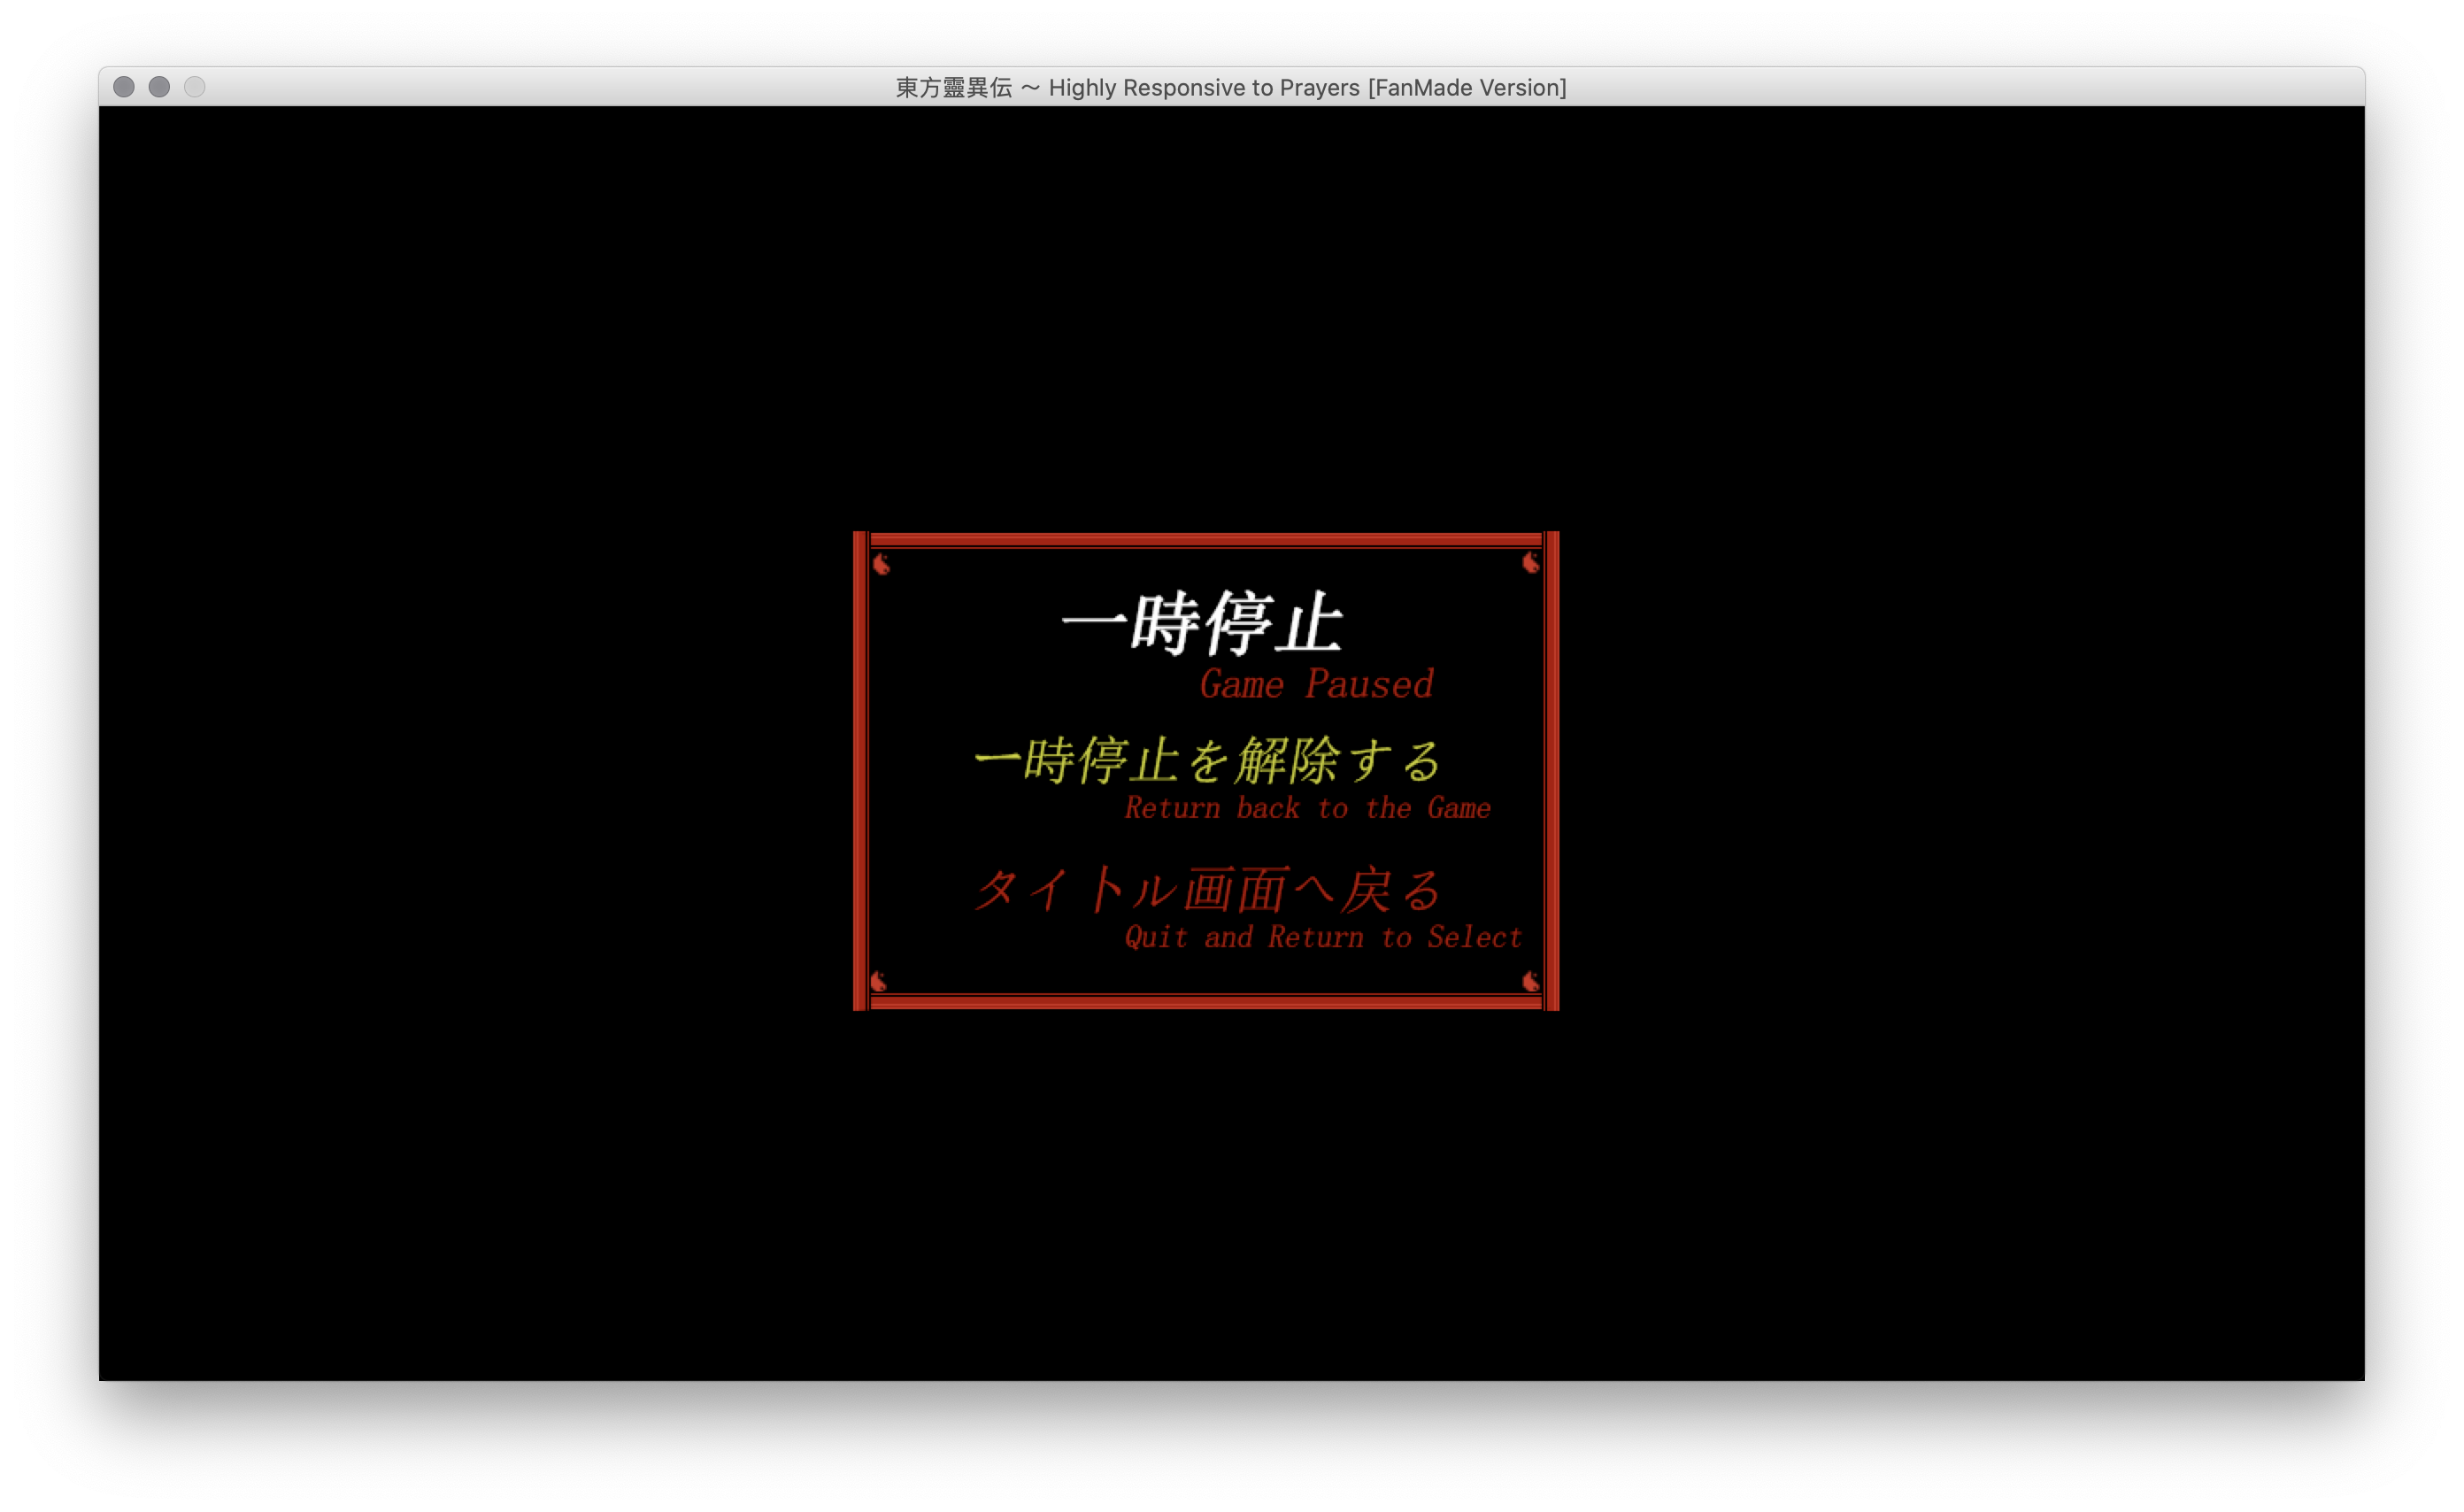 東方靈異伝 ～ Highly Responsive to Prayers [FanMade Version]
一時停止
Game Paused
一時停止を解除する
Return back to the Game
タイトル画面へ戻る
Quit and Return to Select